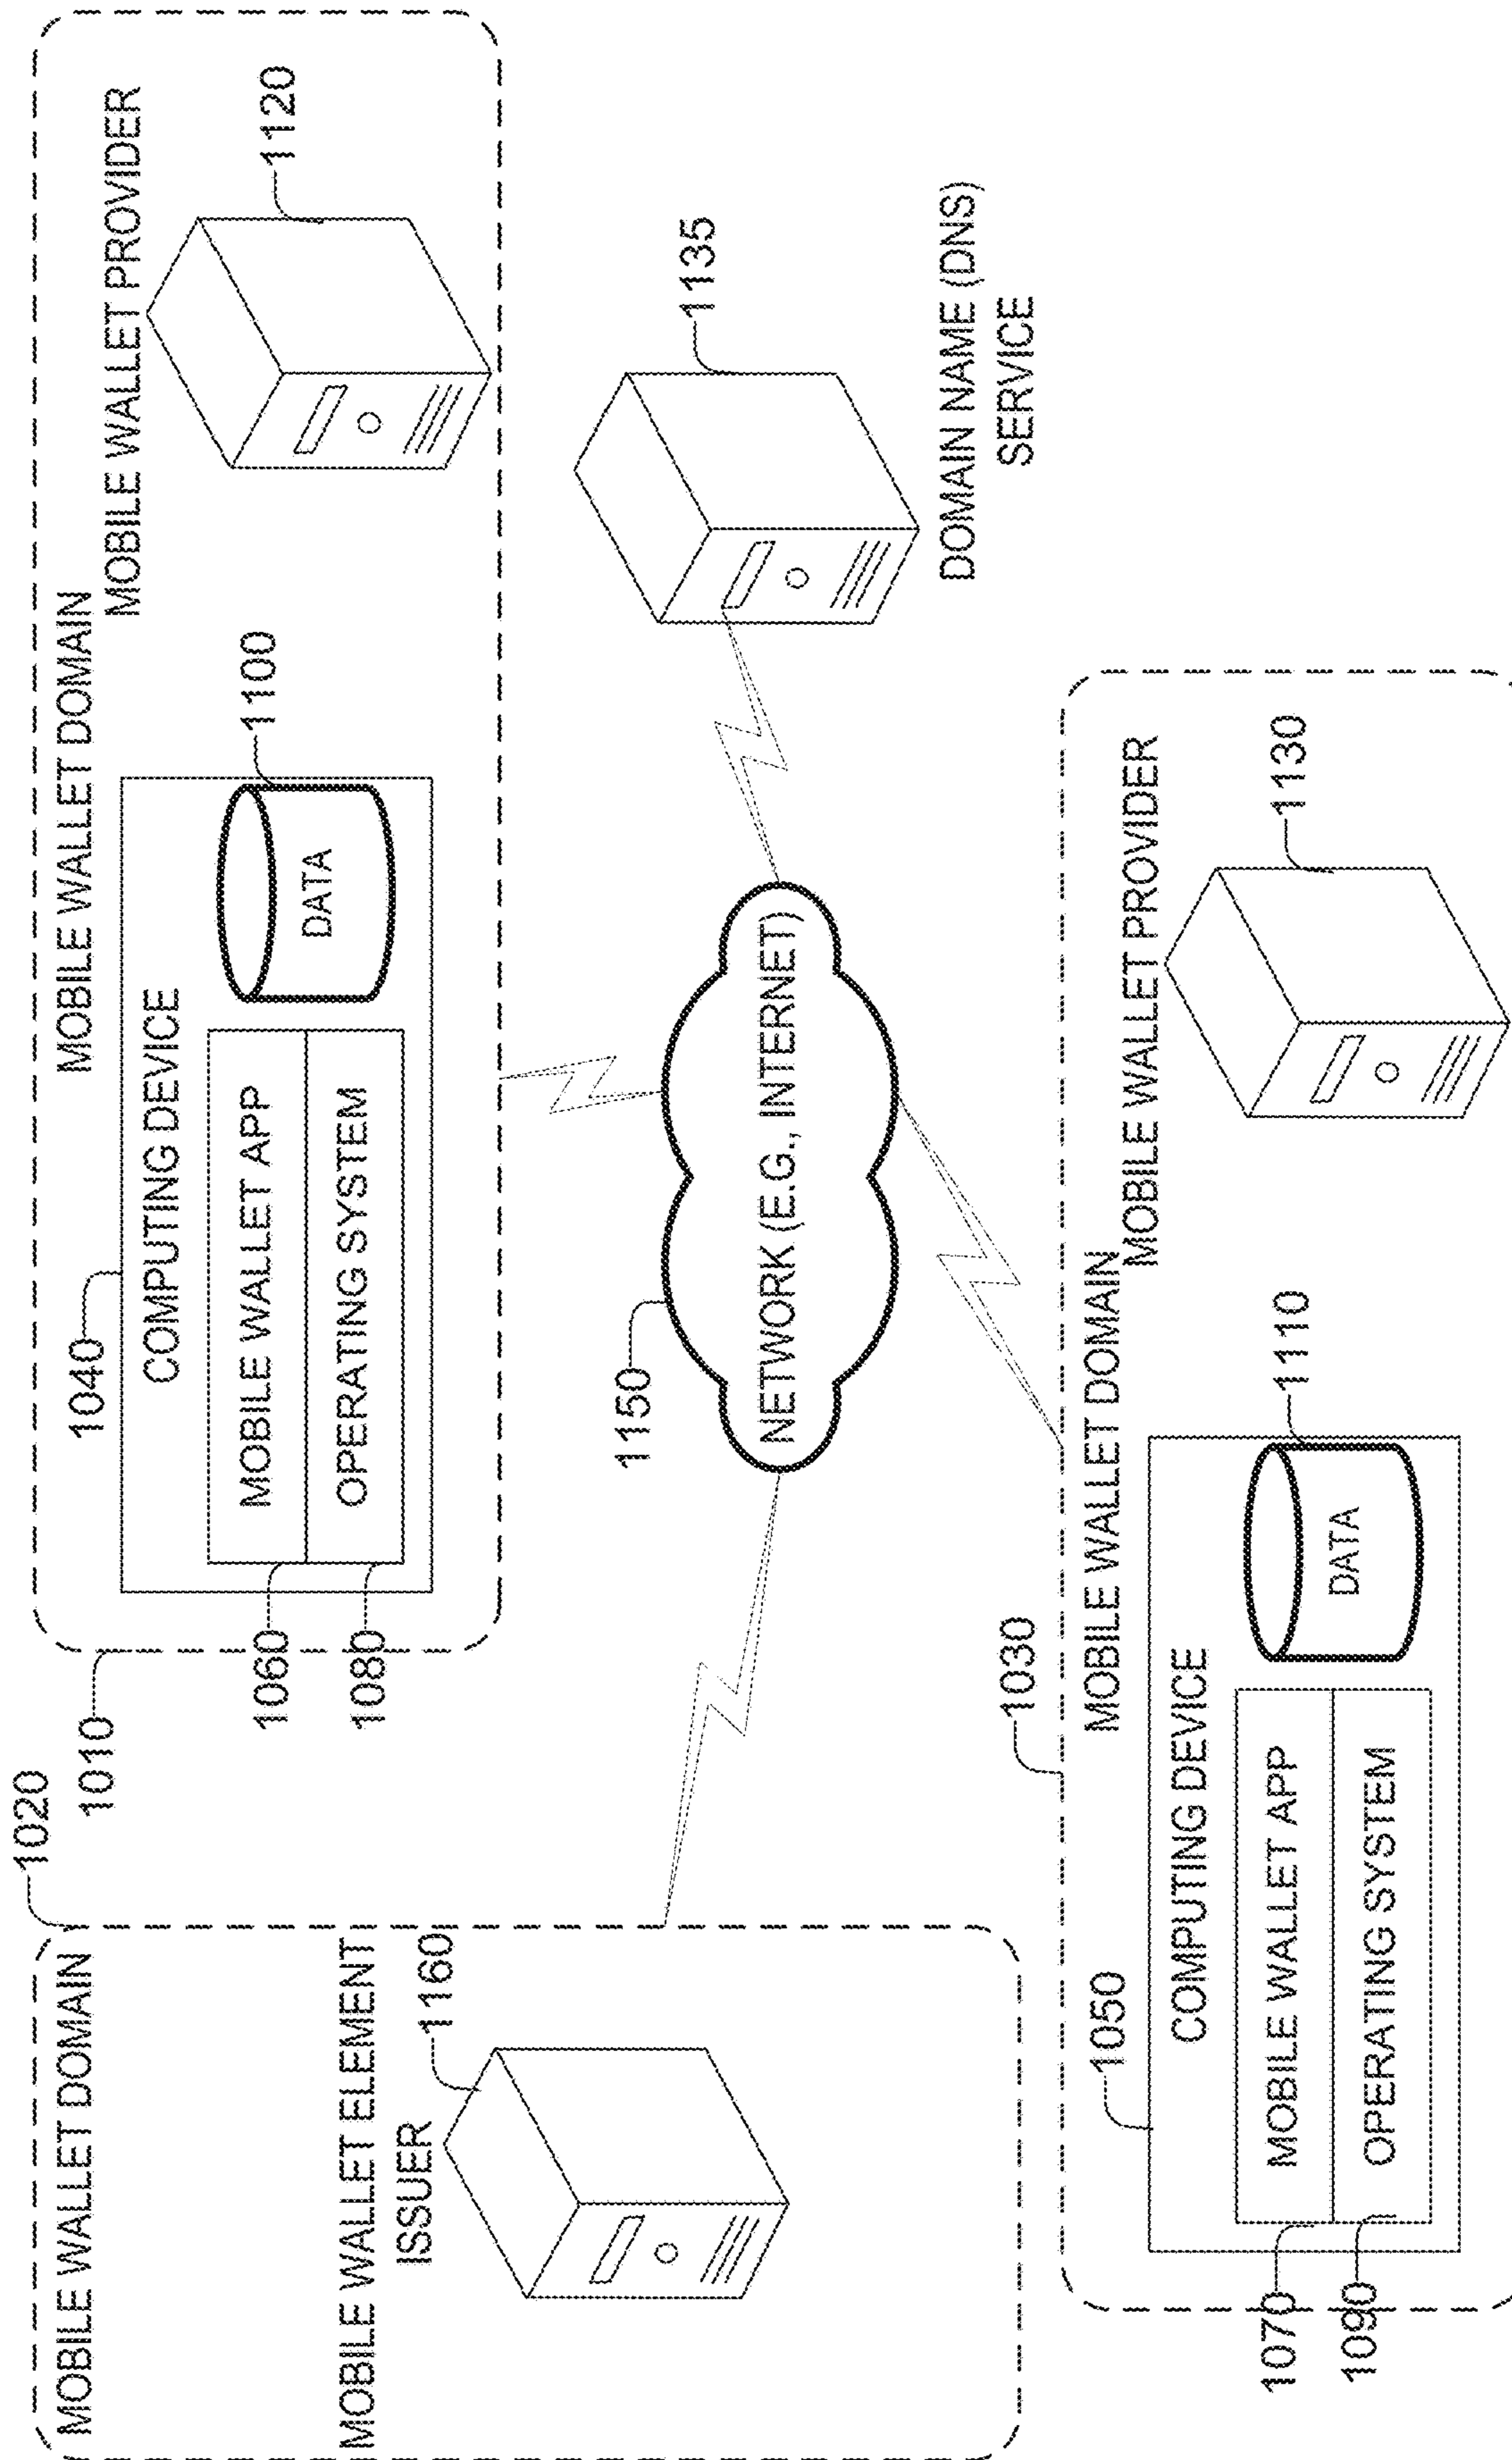 1020
MOBILE WALLET DOMAIN
MOBILE WALLET ELEMENT
ISSUER
1160
1010
MOBILE WALLET DOMAIN
1040
COMPUTING DEVICE
MOBILE WALLET APP
OPERATING SYSTEM
1060
1080
DATA
1100
MOBILE WALLET PROVIDER
1120
1150
NETWORK (E.G., INTERNET)
1135
DOMAIN NAME (DNS)
SERVICE
1030
MOBILE WALLET DOMAIN
1050
COMPUTING DEVICE
MOBILE WALLET APP
OPERATING SYSTEM
1070
1090
DATA
1110
MOBILE WALLET PROVIDER
1130